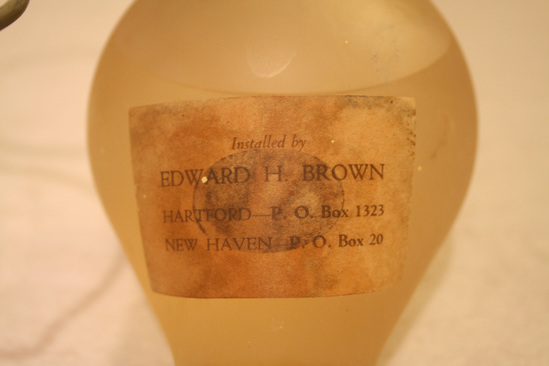 Installed by
EDWARD H. BROWN
HARTFORD—P. O. Box 1323
NEW HAVEN—P. O. Box 20